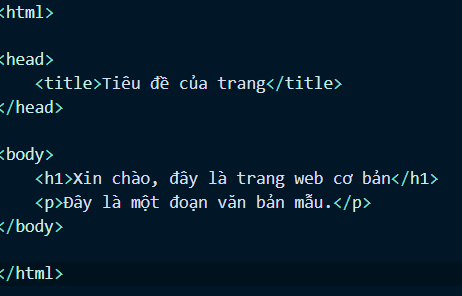 <html>
<head>
<title>Tiêu đề của trang</title>
</head>
<body>
<h1>Xin chào, đây là trang web cơ bản</h1>
<p>Đây là một đoạn văn bản mẫu.</p>
</body>
</html>